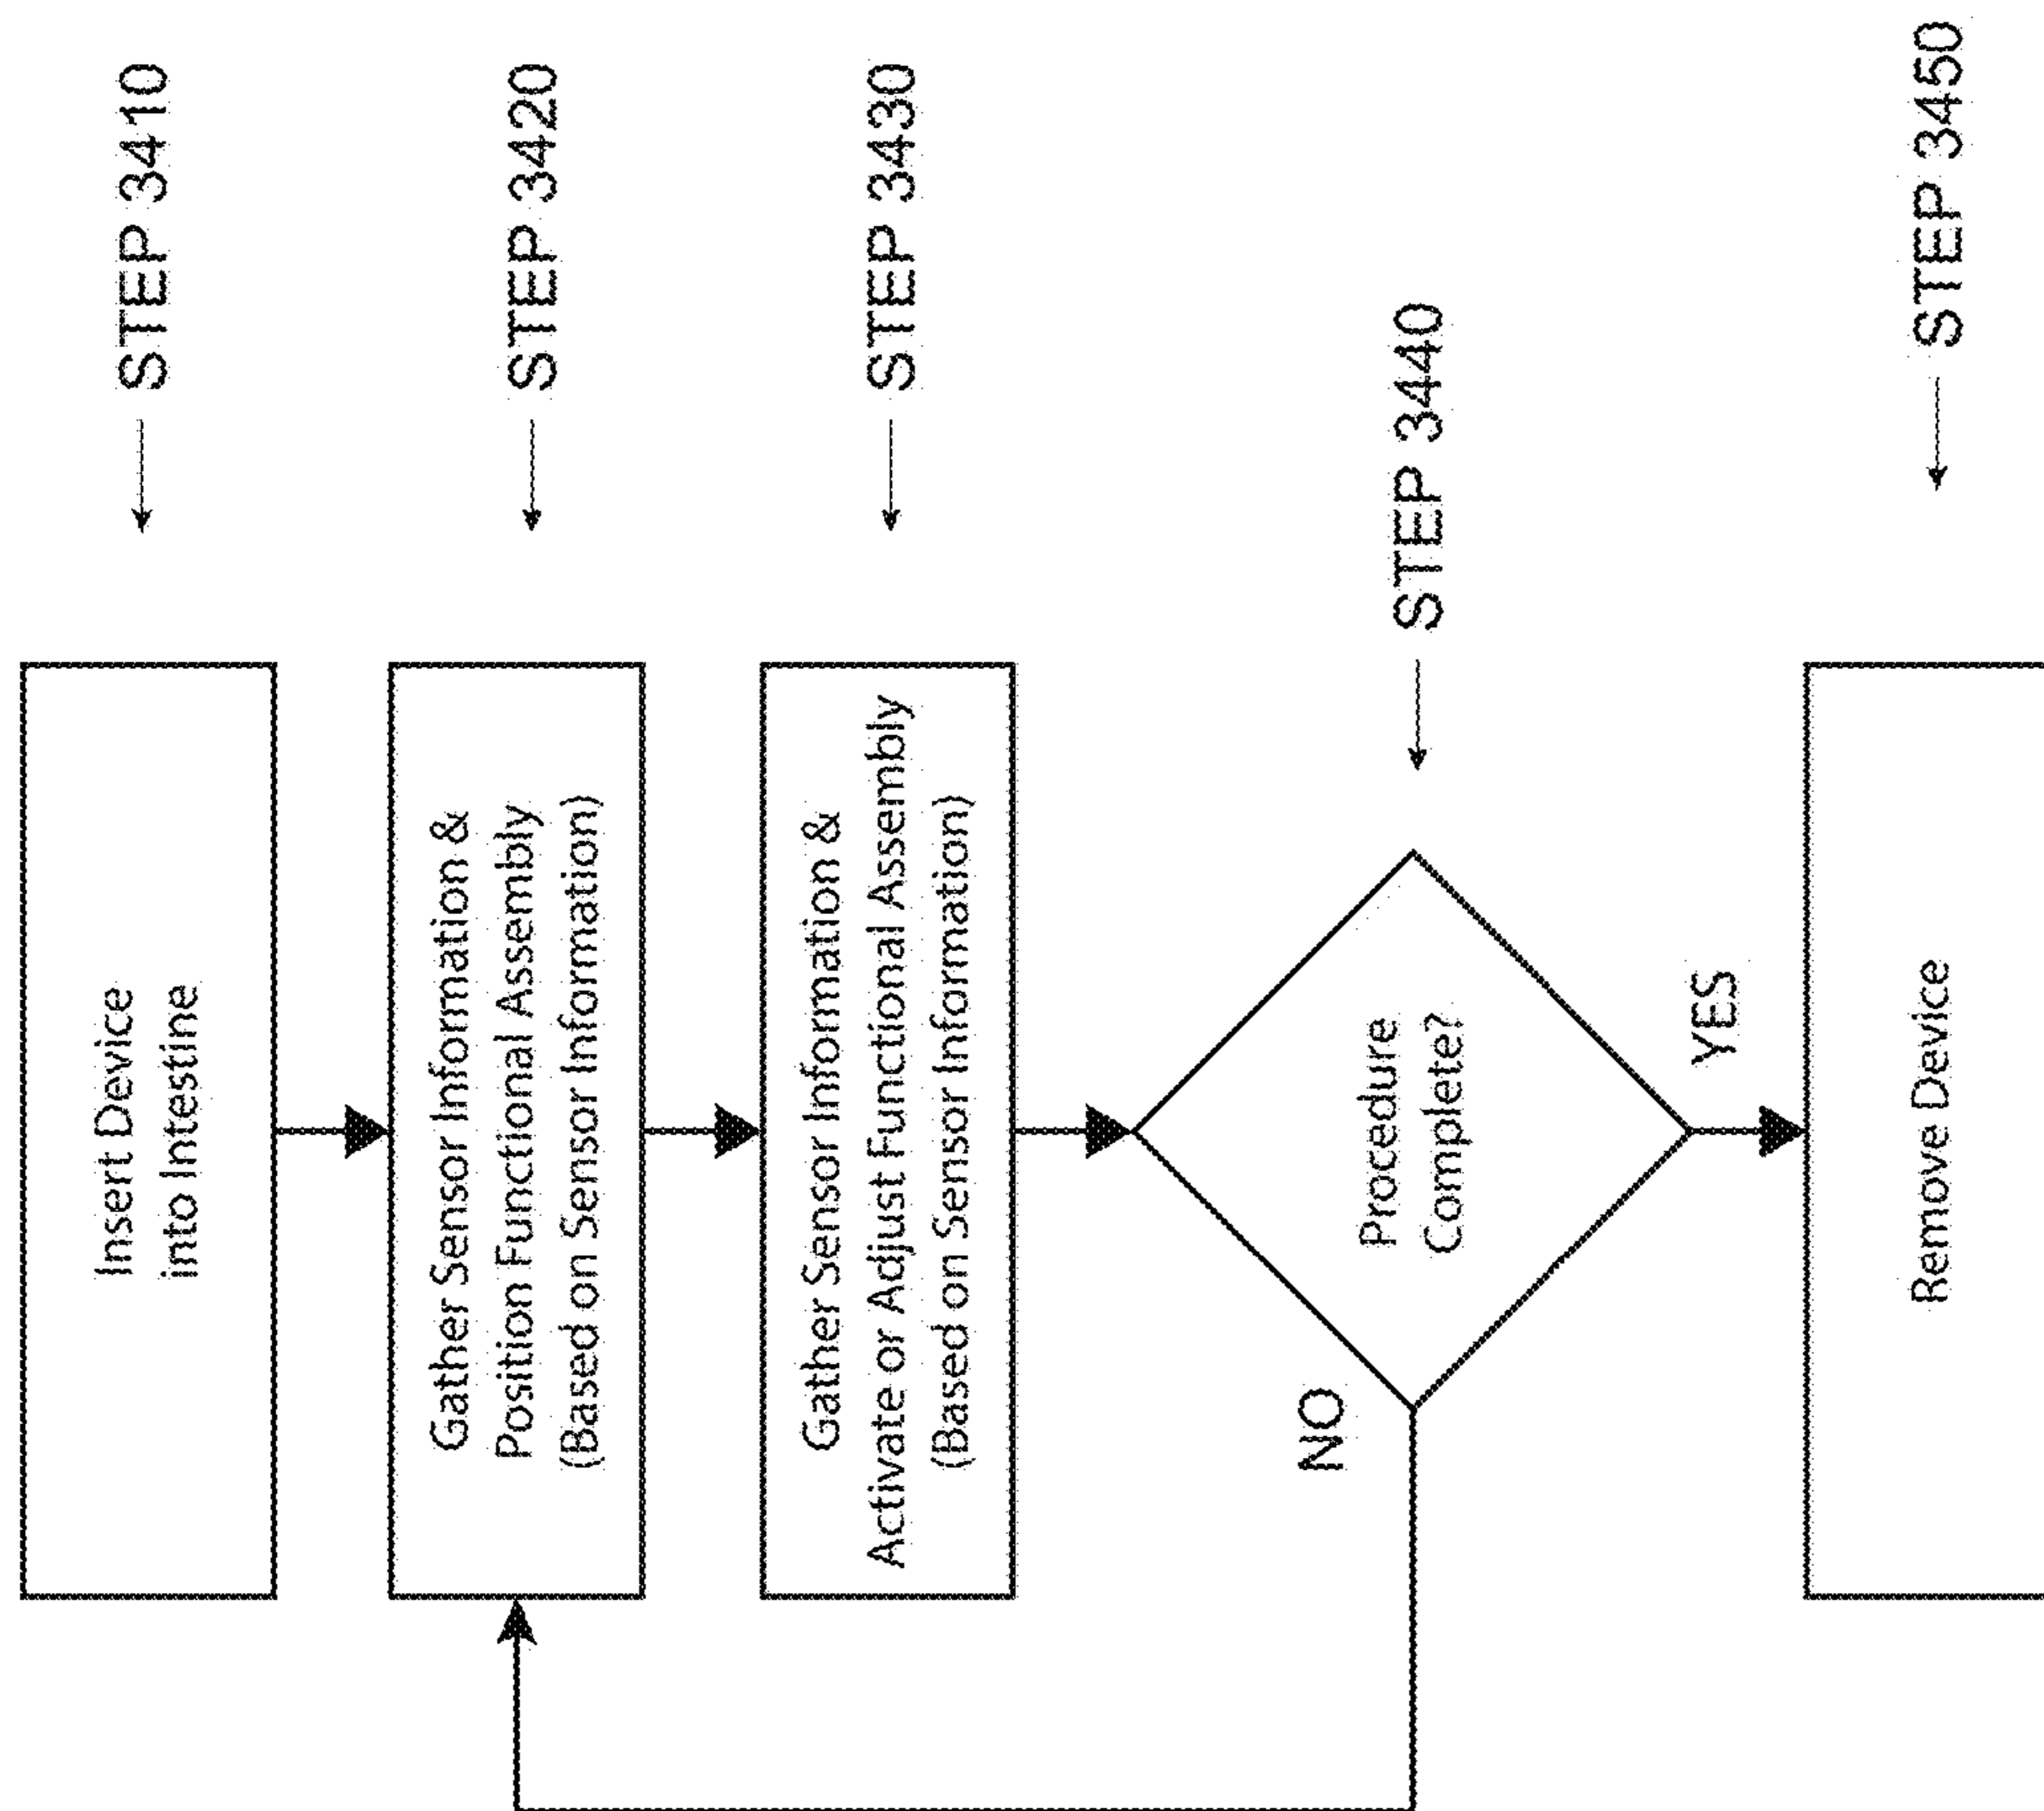 Insert Device
into Intestine
STEP 3410
Gather Sensor Information &
Position Functional Assembly
(Based on Sensor Information)
STEP 3420
Gather Sensor Information &
Activate or Adjust Functional Assembly
(Based on Sensor Information)
STEP 3430
Procedure
Complete?
STEP 3440
NO
YES
Remove Device
STEP 3450